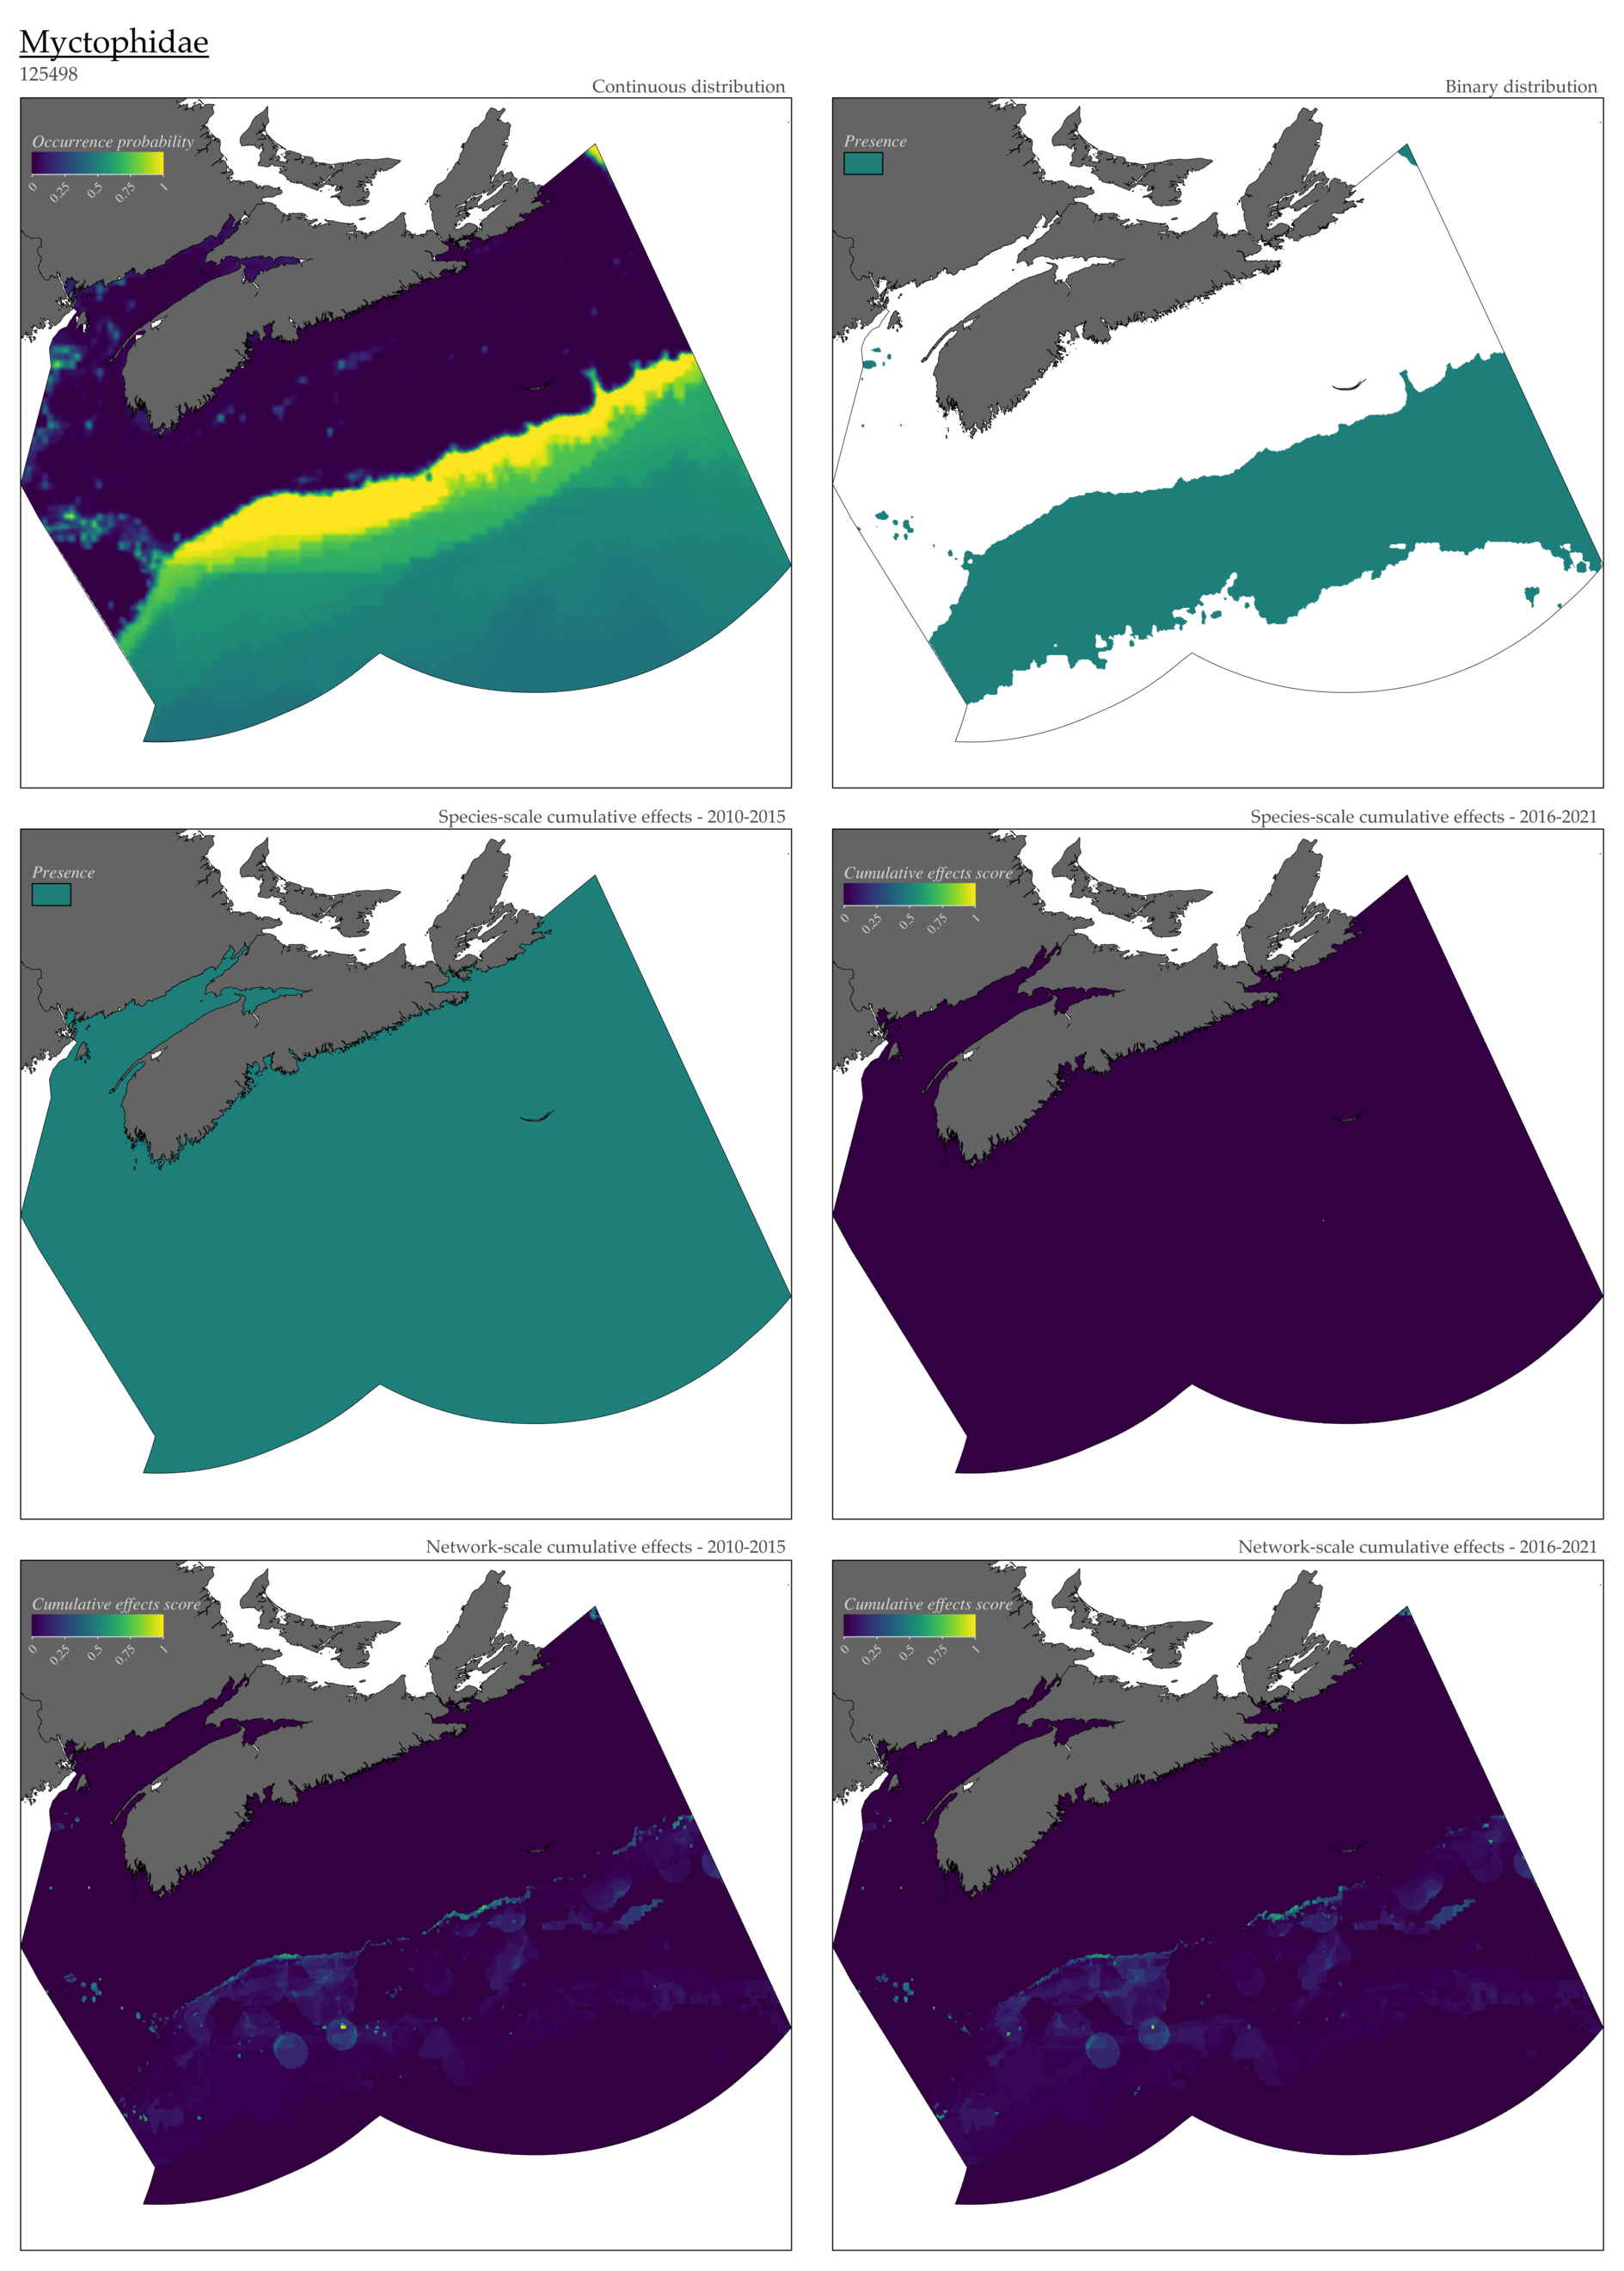 Myctophidae
125498
Continuous distribution
Occurrence probability
0 0.25 0.5 0.75 1
Binary distribution
Presence
Species-scale cumulative effects - 2010-2015
Presence
Species-scale cumulative effects - 2016-2021
Cumulative effects score
0 0.25 0.5 0.75 1
Network-scale cumulative effects - 2010-2015
Cumulative effects score
0 0.25 0.5 0.75 1
Network-scale cumulative effects - 2016-2021
Cumulative effects score
0 0.25 0.5 0.75 1